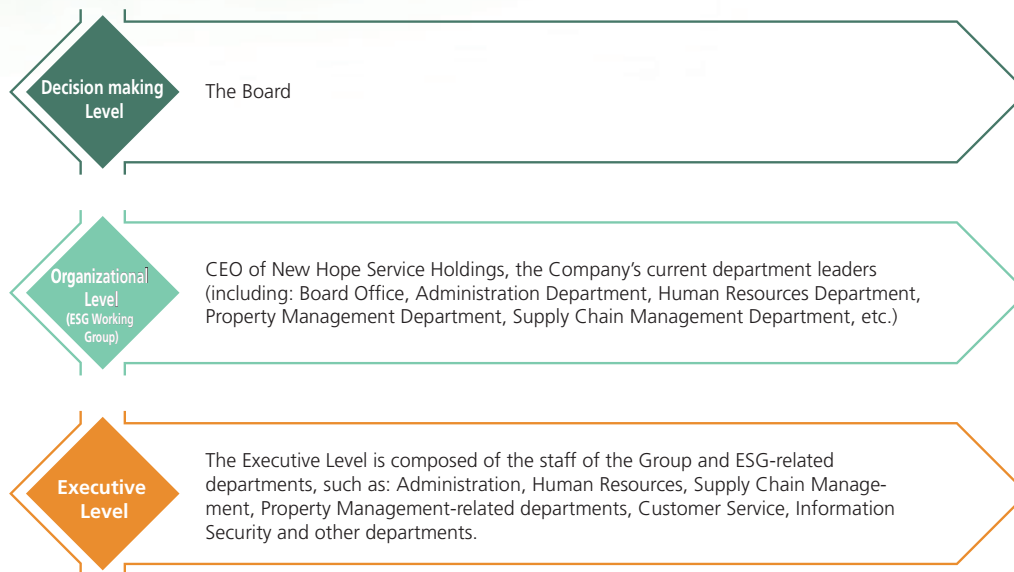 Decision making
Level
The Board
Organizational
Level
(ESG Working
Group)
CEO of New Hope Service Holdings, the Company's current department leaders
(including: Board Office, Administration Department, Human Resources Department,
Property Management Department, Supply Chain Management Department, etc.)
Executive
Level
The Executive Level is composed of the staff of the Group and ESG-related
departments, such as: Administration, Human Resources, Supply Chain Manage-
ment, Property Management-related departments, Customer Service, Information
Security and other departments.